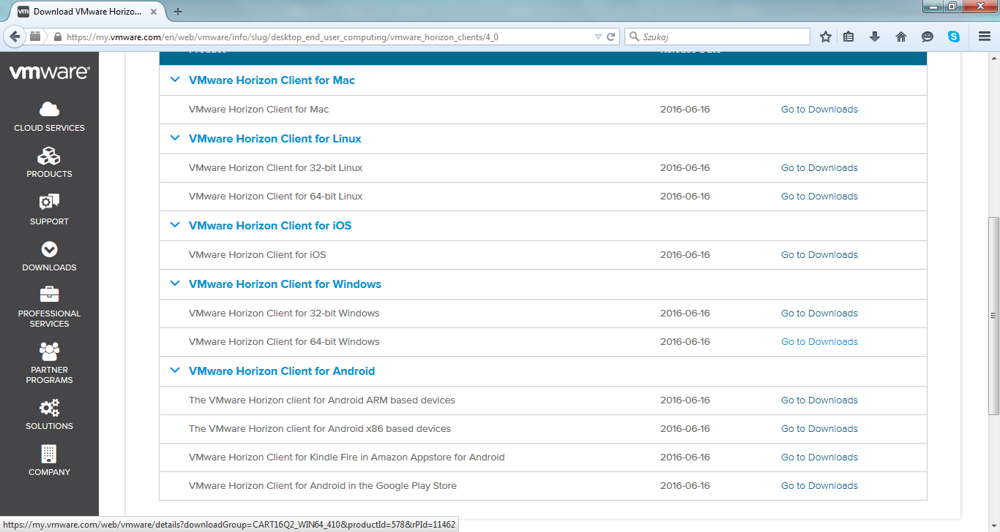 Download VMware Horizo...
https://my.vmware.com/en/web/vmware/info/slug/desktop_end_user_computing/vmware_horizon_clients/4_0
Szukaj
vmware
CLOUD SERVICES
PRODUCTS
SUPPORT
DOWNLOADS
PROFESSIONAL
SERVICES
PARTNER
PROGRAMS
SOLUTIONS
COMPANY
Product Release Date
VMware Horizon Client for Mac
VMware Horizon Client for Mac 2016-06-16 Go to Downloads
VMware Horizon Client for Linux
VMware Horizon Client for 32-bit Linux 2016-06-16 Go to Downloads
VMware Horizon Client for 64-bit Linux 2016-06-16 Go to Downloads
VMware Horizon Client for iOS
VMware Horizon Client for iOS 2016-06-16 Go to Downloads
VMware Horizon Client for Windows
VMware Horizon Client for 32-bit Windows 2016-06-16 Go to Downloads
VMware Horizon Client for 64-bit Windows 2016-06-16 Go to Downloads
VMware Horizon Client for Android
The VMware Horizon client for Android ARM based devices 2016-06-16 Go to Downloads
The VMware Horizon client for Android x86 based devices 2016-06-16 Go to Downloads
VMware Horizon Client for Kindle Fire in Amazon Appstore for Android 2016-06-16 Go to Downloads
VMware Horizon Client for Android in the Google Play Store 2016-06-16 Go to Downloads
https://my.vmware.com/web/vmware/details?downloadGroup=CART16Q2_WIN64_410&productId=578&rPId=11462